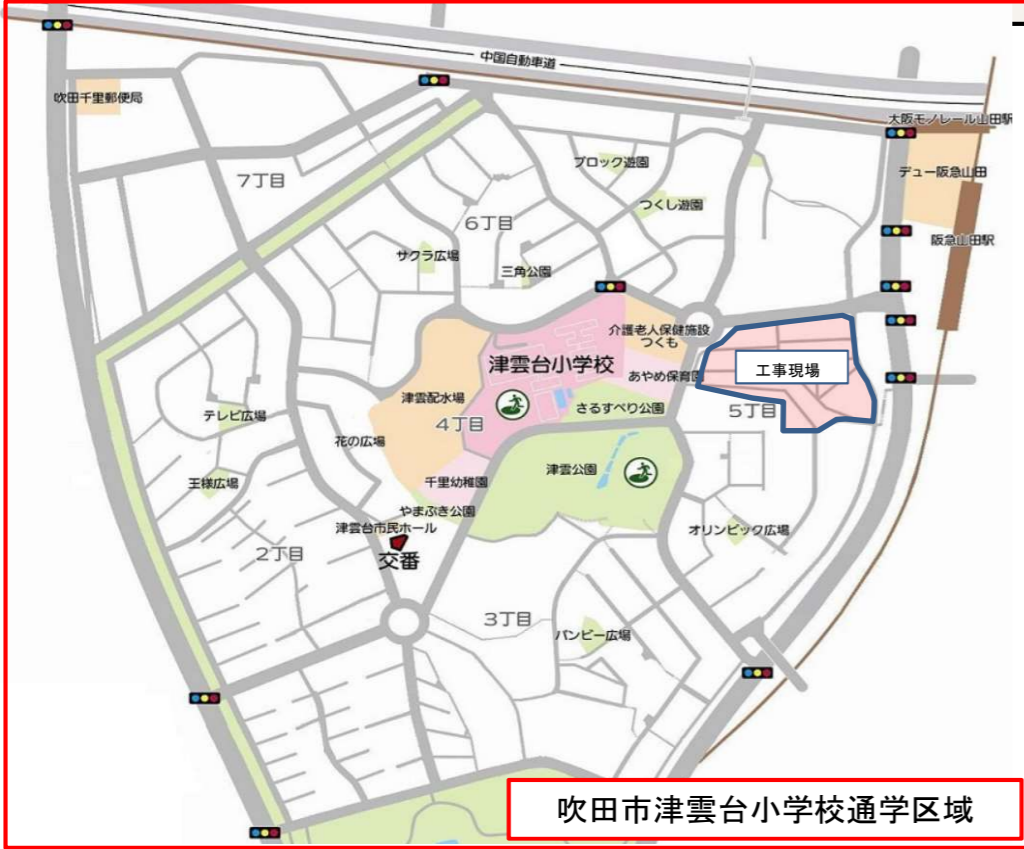 中国自動車道
吹田千里郵便局
大阪モノレール山田駅
デュー阪急山田
阪急山田駅
7丁目
ブロック遊園
つくし遊園
6丁目
サクラ広場
三角公園
介護老人保健施設
つくも
津雲台小学校
あやめ保育園
工事現場
さるすべり公園
5丁目
津雲配水場
4丁目
テレビ広場
花の広場
王様広場
千里幼稚園
津雲公園
やまぶき公園
津雲台市民ホール
交番
オリンピック広場
2丁目
3丁目
バンビー広場
吹田市津雲台小学校通学区域